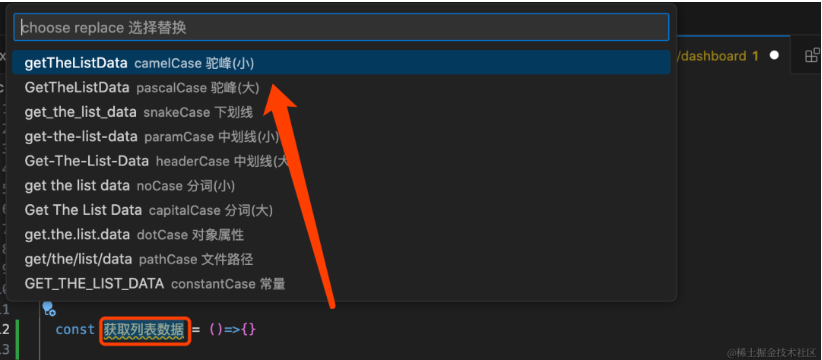 choose replace 选择替换
getTheListData camelCase 驼峰(小)
/dashboard 1
GetTheListData pascalCase 驼峰(大)
get_the_list_data snakeCase 下划线
get-the-list-data paramCase 中划线(小)
Get-The-List-Data headerCase 中划线(大
get the list data noCase 分词(小)
Get The List Data capitalCase 分词(大)
get.the.list.data dotCase 对象属性
get/the/list/data pathCase 文件路径
GET_THE_LIST_DATA constantCase 常量
11
12 const 获取列表数据 = ()=>{}
13
@稀土掘金技术社区